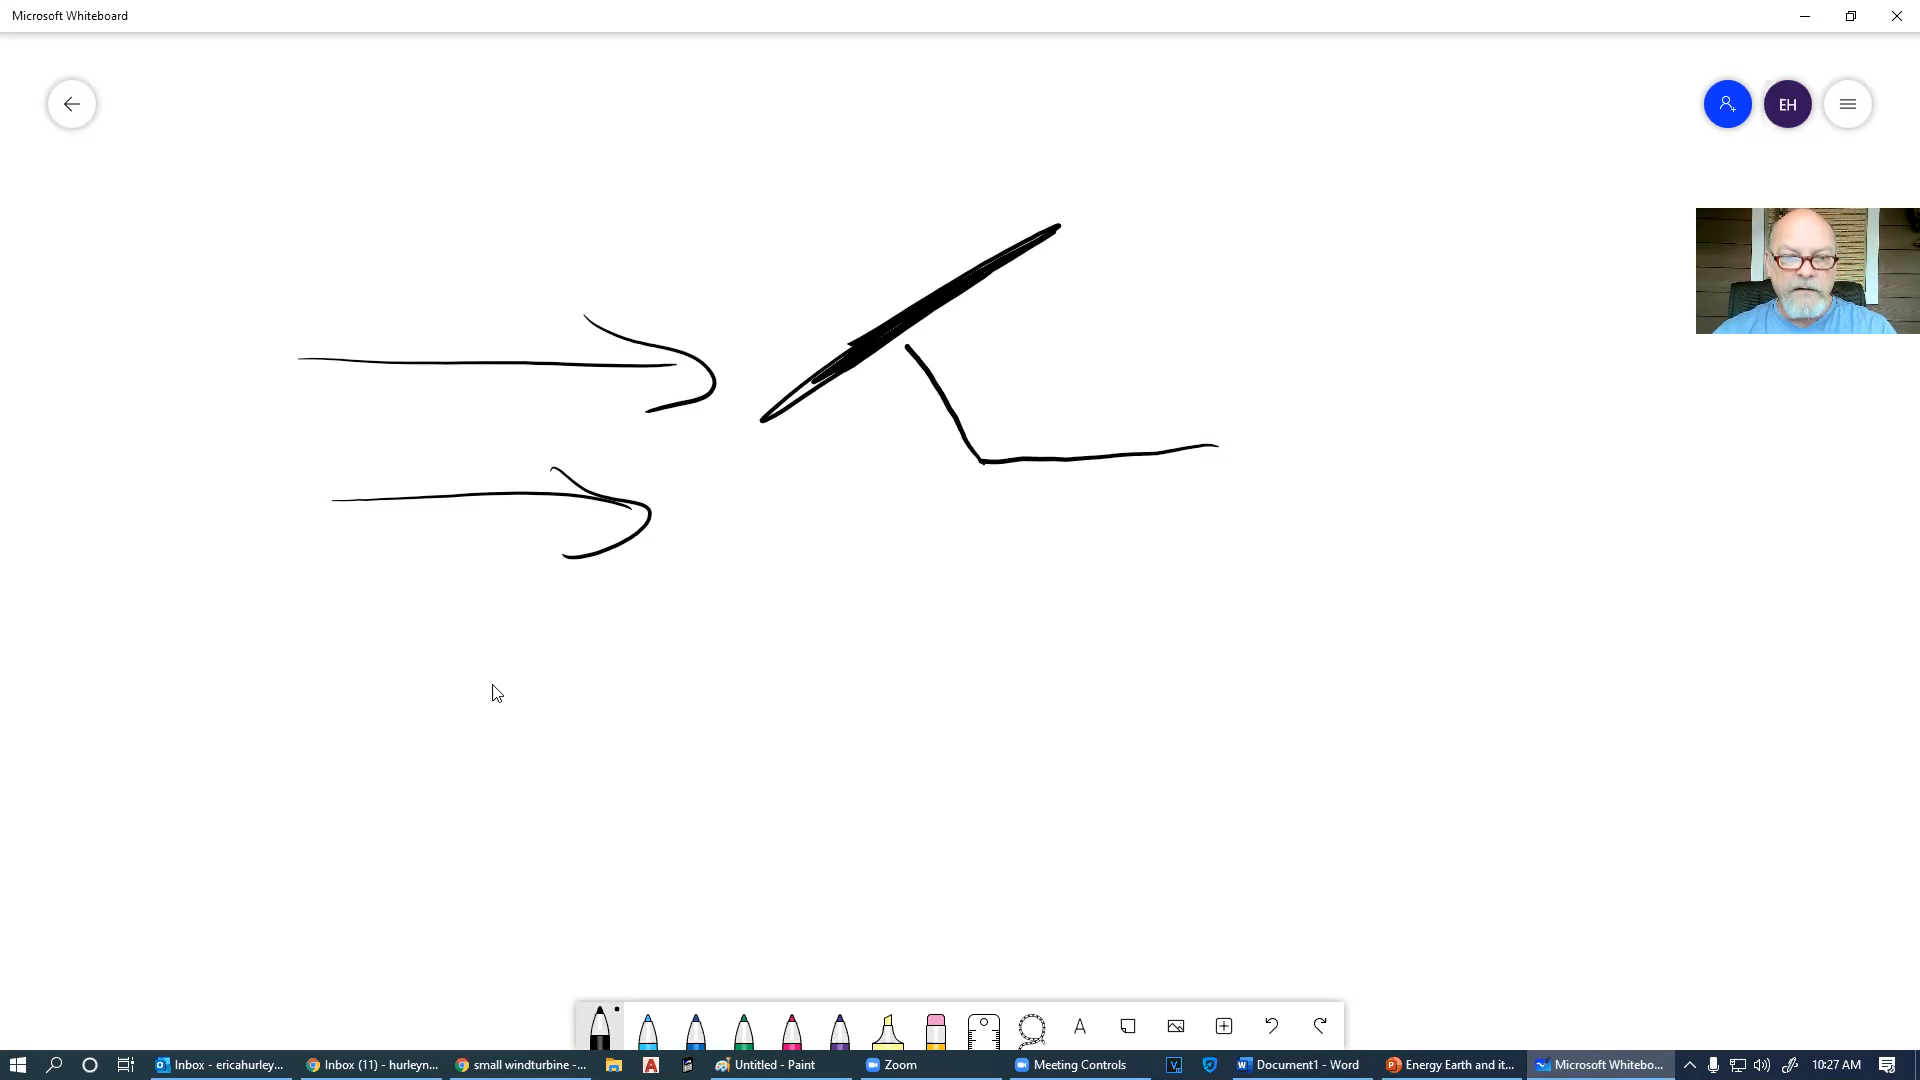 Microsoft Whiteboard
EH
A
Inbox - ericahurley...
Inbox (11) - hurleyn...
small windturbine -...
Untitled - Paint
Zoom
Meeting Controls
Document1 - Word
Energy Earth and it...
Microsoft Whitebo...
10:27 AM